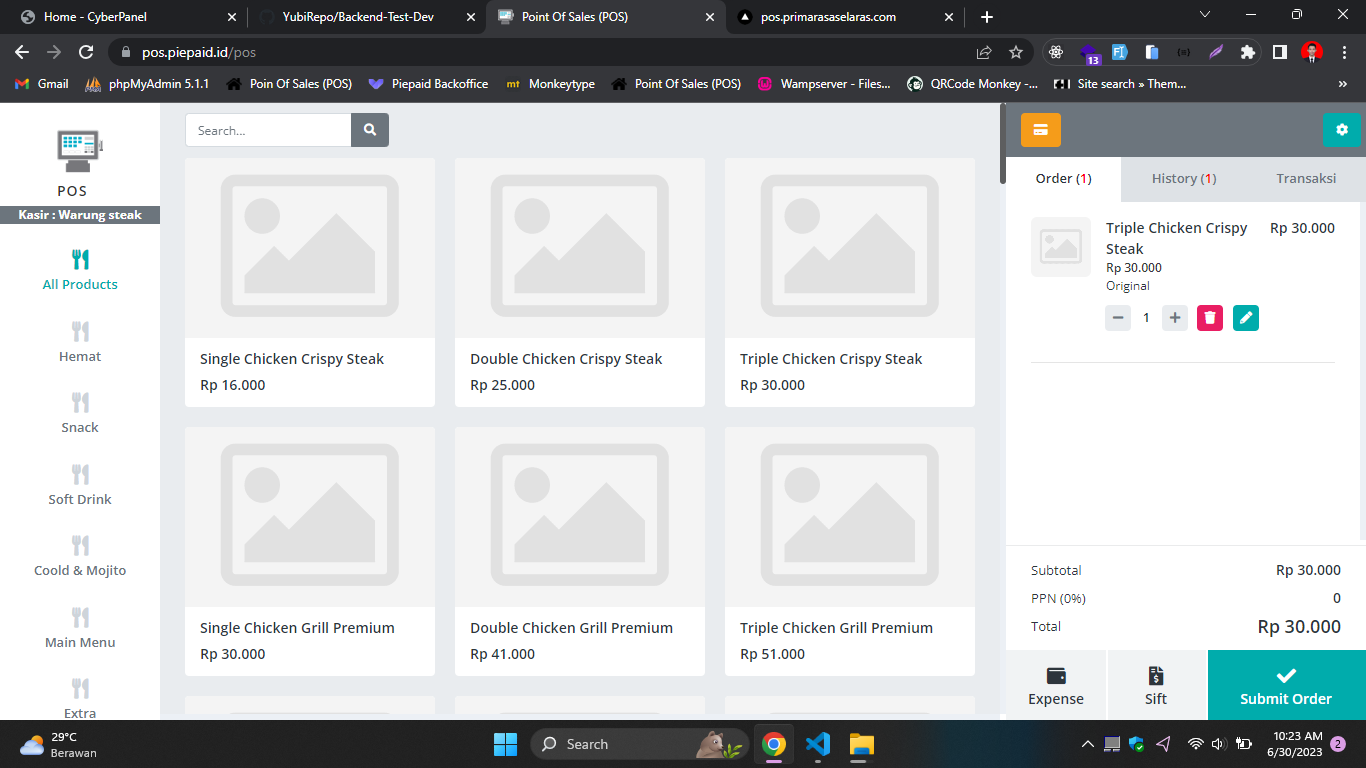 Home - CyberPanel
YubiRepo/Backend-Test-Dev
Point Of Sales (POS)
pos.primarasaselaras.com
pos.piepaid.id/pos
13
Gmail
phpMyAdmin 5.1.1
Poin Of Sales (POS)
Piepaid Backoffice
mt Monkeytype
Point Of Sales (POS)
Wampserver - Files...
QRCode Monkey -...
Site search » Them...
»
POS
Kasir : Warung steak
All Products
Hemat
Snack
Soft Drink
Coold & Mojito
Main Menu
Extra
Search...
Single Chicken Crispy Steak
Rp 16.000
Double Chicken Crispy Steak
Rp 25.000
Triple Chicken Crispy Steak
Rp 30.000
Single Chicken Grill Premium
Rp 30.000
Double Chicken Grill Premium
Rp 41.000
Triple Chicken Grill Premium
Rp 51.000
Order (1)
History (1)
Transaksi
Triple Chicken Crispy
Steak
Rp 30.000
Rp 30.000
Original
1
Subtotal
Rp 30.000
PPN (0%)
0
Total
Rp 30.000
Expense
Sift
Submit Order
29°C
Berawan
Search
10:23 AM
6/30/2023
2